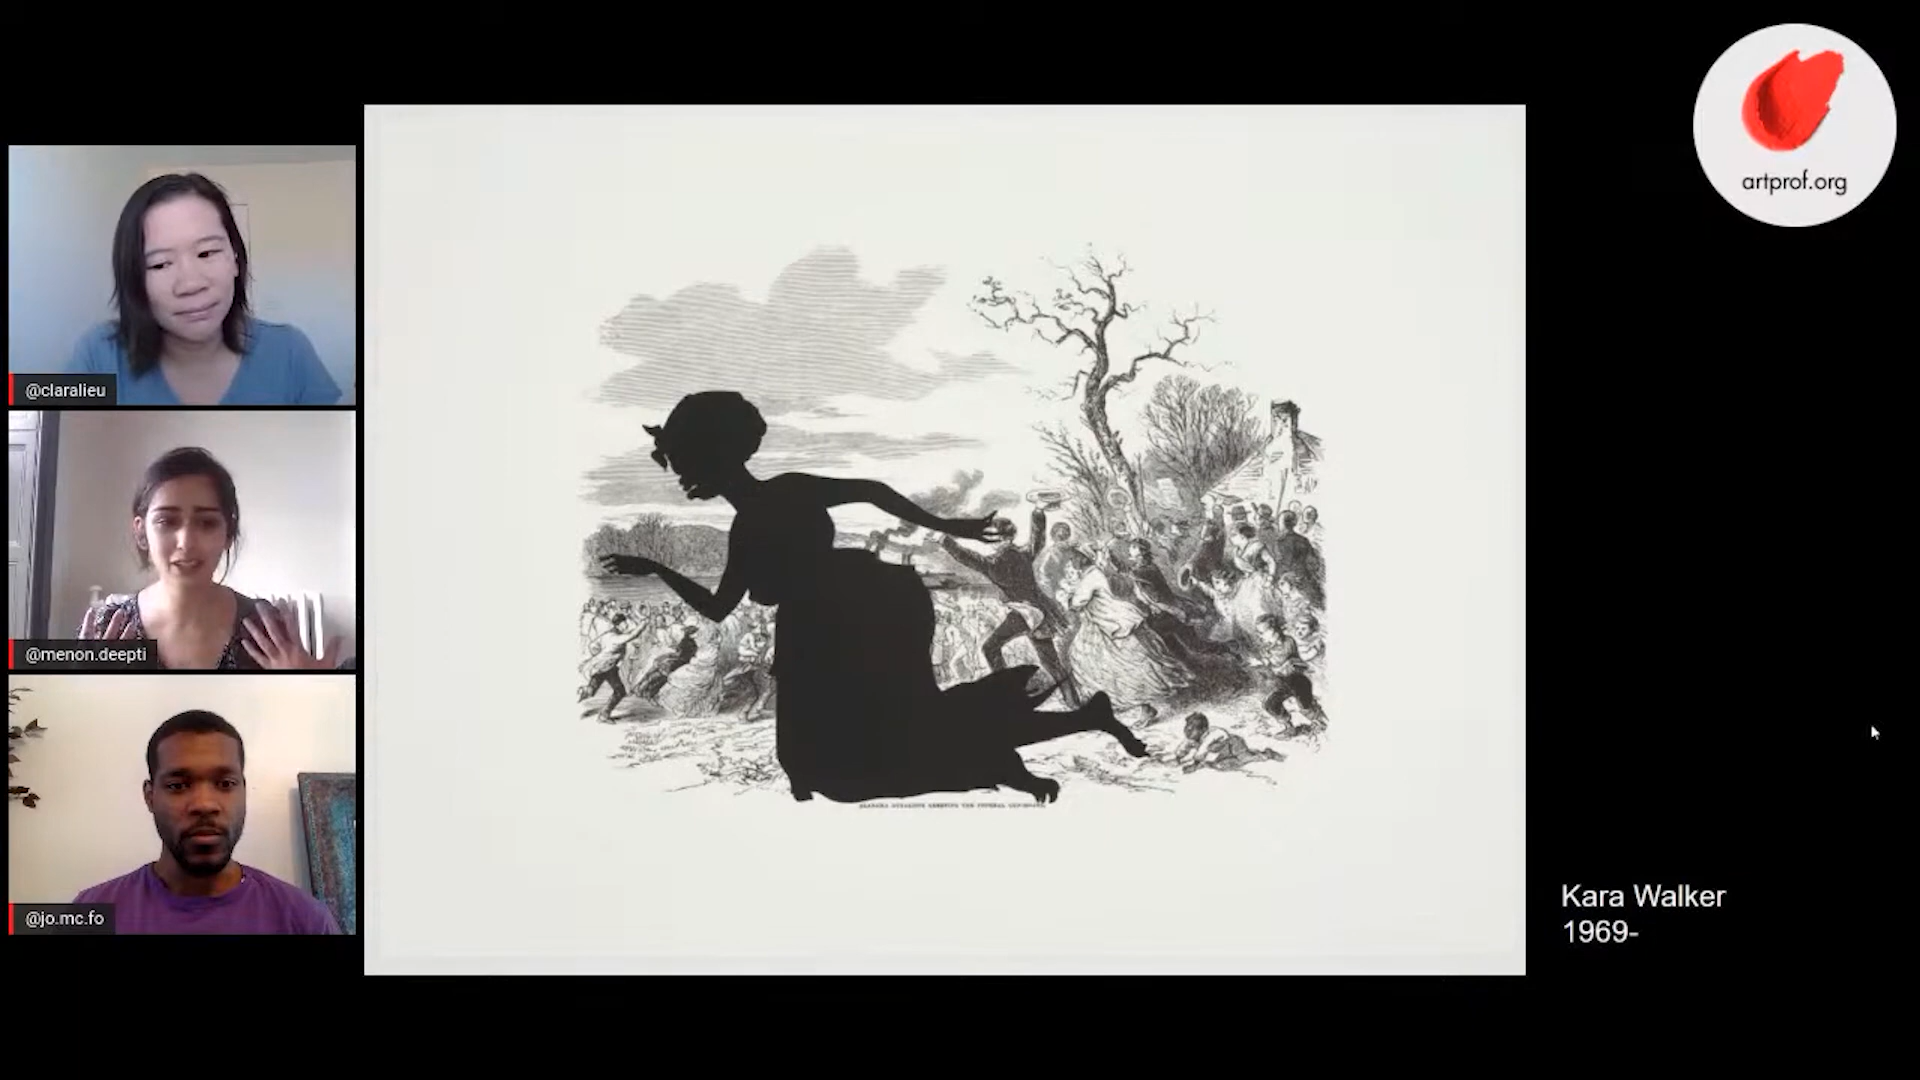 artprof.org
@claralieu
@menon.deepti
@jo.mc.fo
Kara Walker
1969-